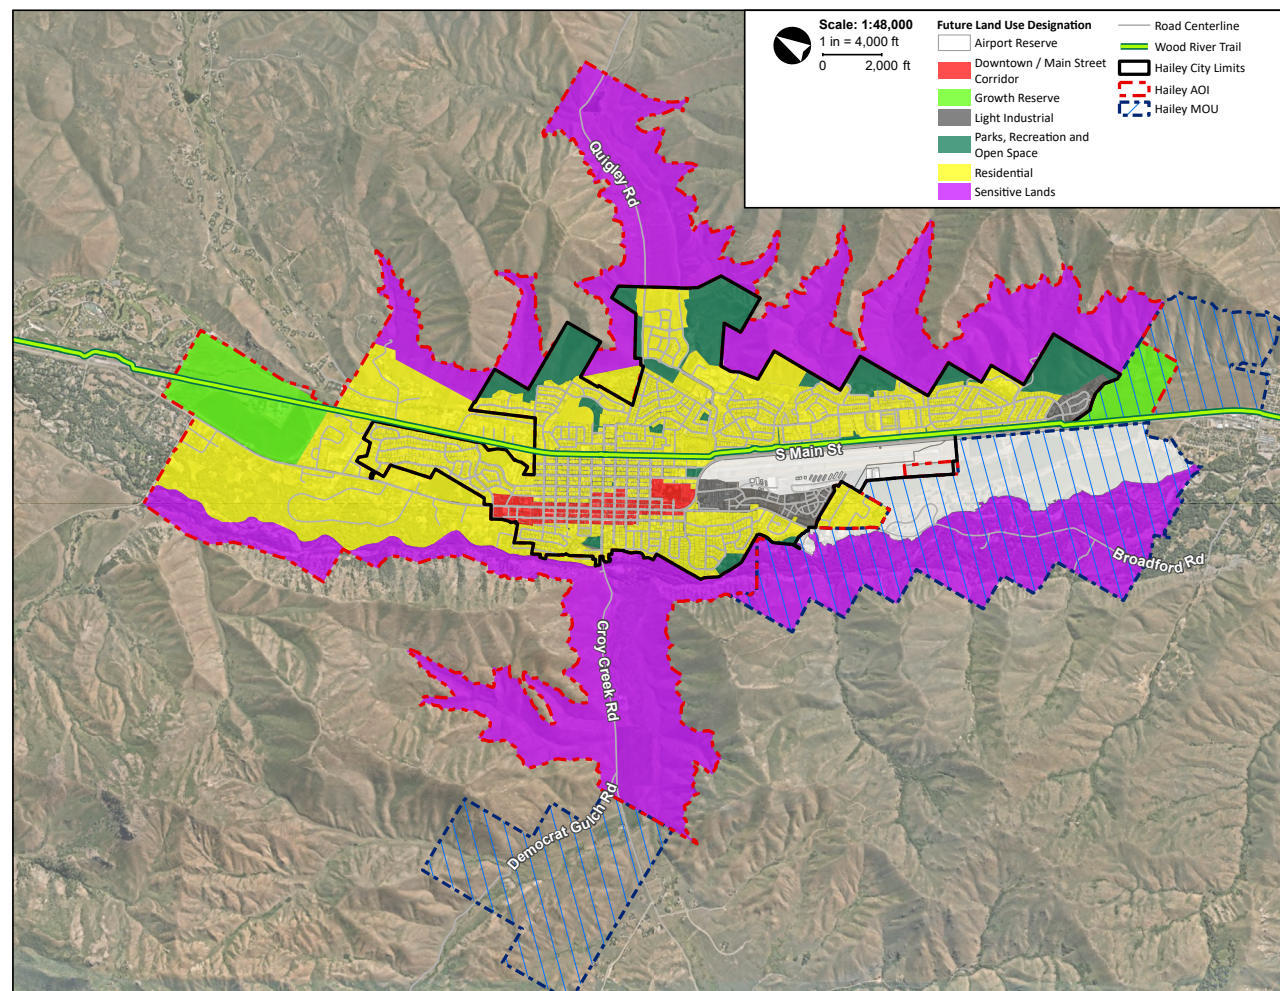 Scale: 1:48,000
1 in = 4,000 ft
0 2,000 ft
Future Land Use Designation
Airport Reserve
Downtown / Main Street
Corridor
Growth Reserve
Light Industrial
Parks, Recreation and
Open Space
Residential
Sensitive Lands
Road Centerline
Wood River Trail
Hailey City Limits
Hailey AOI
Hailey MOU
Quigley Rd
S Main St
Broadford Rd
Croy Creek Rd
Democrat Gulch Rd